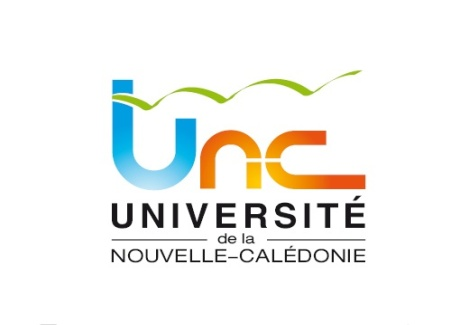 Unc
UNIVERSITÉ
de la
NOUVELLE-CALÉDONIE